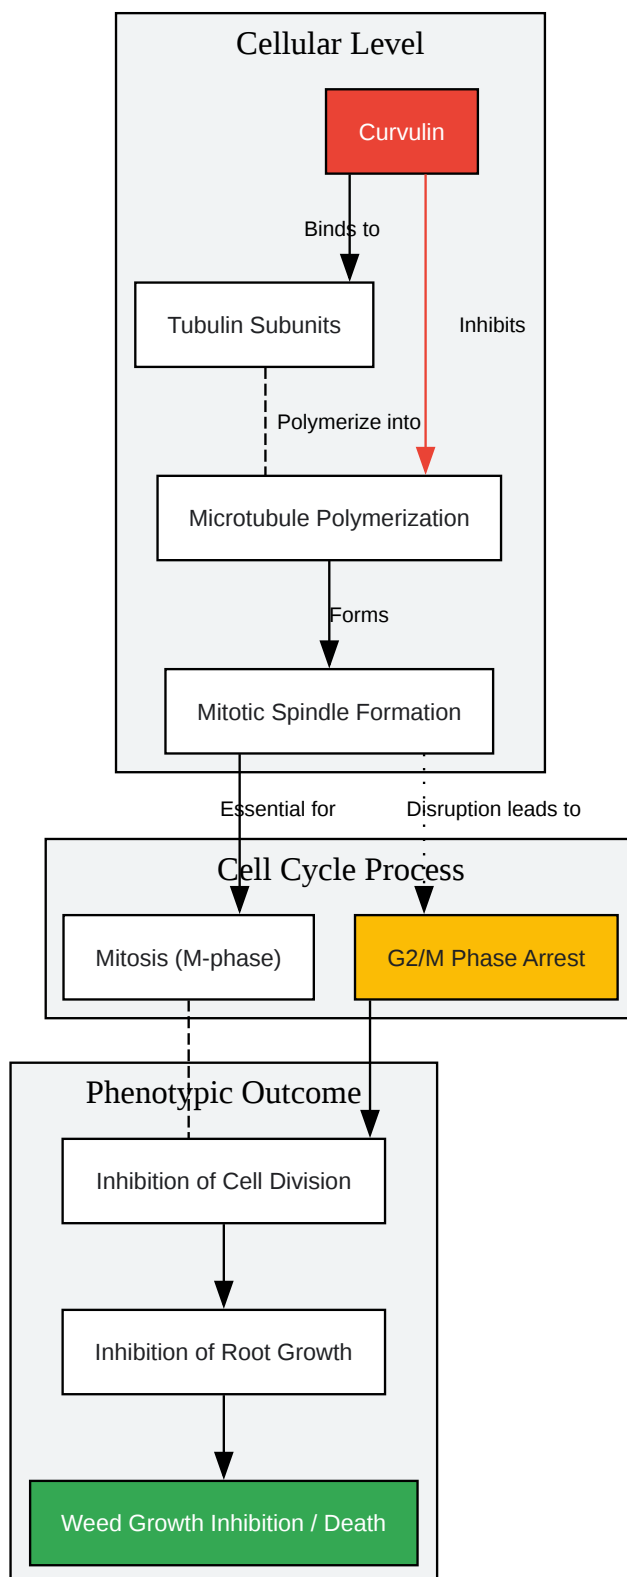 Cellular Level
Curvulin
Binds to
Tubulin Subunits
Inhibits
Polymerize into
Microtubule Polymerization
Forms
Mitotic Spindle Formation
Essential for
Disruption leads to
Cell Cycle Process
Mitosis (M-phase)
G2/M Phase Arrest
Phenotypic Outcome
Inhibition of Cell Division
Inhibition of Root Growth
Weed Growth Inhibition / Death